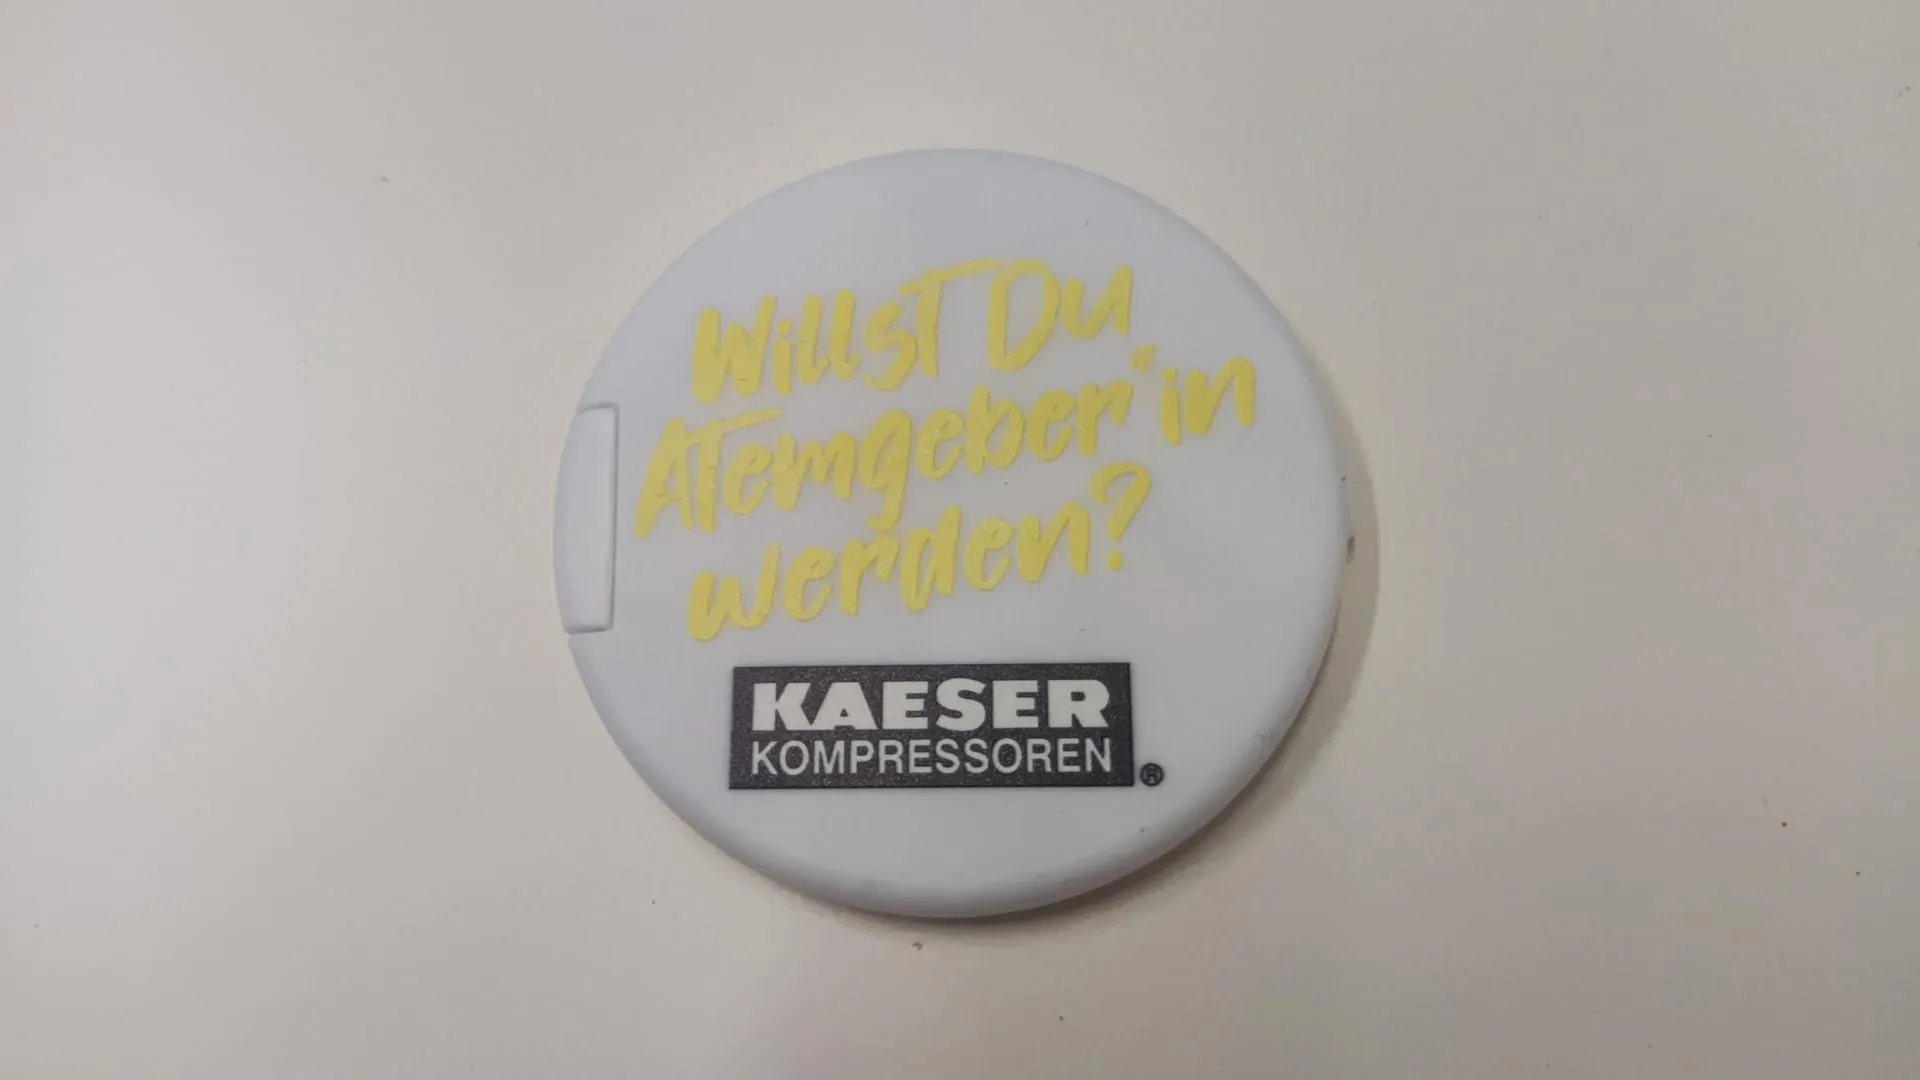 Willst Du
Atemgeber*in
werden?
KAESER
KOMPRESSOREN
®